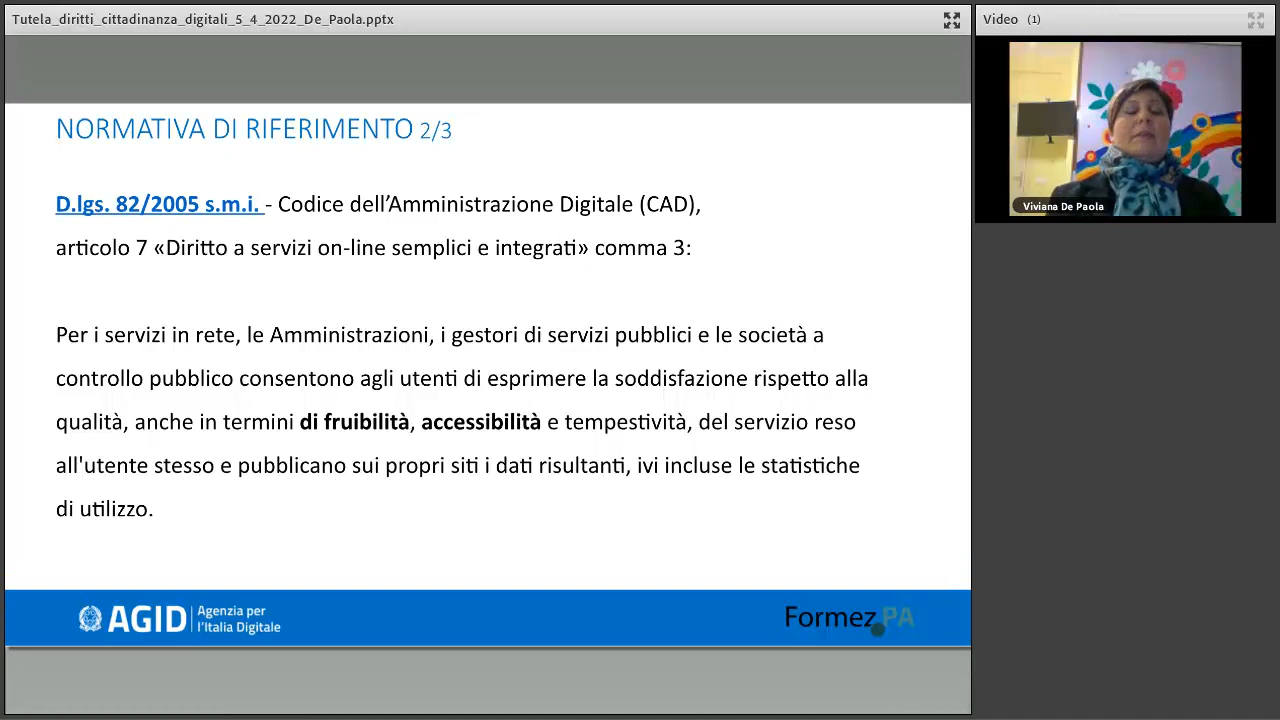 Tutela_diritti_cittadinanza_digitali_5_4_2022_De_Paola.pptx
Video (1)
NORMATIVA DI RIFERIMENTO 2/3
D.lgs. 82/2005 s.m.i. - Codice dell’Amministrazione Digitale (CAD),
articolo 7 «Diritto a servizi on-line semplici e integrati» comma 3:
Per i servizi in rete, le Amministrazioni, i gestori di servizi pubblici e le società a
controllo pubblico consentono agli utenti di esprimere la soddisfazione rispetto alla
qualità, anche in termini di fruibilità, accessibilità e tempestività, del servizio reso
all'utente stesso e pubblicano sui propri siti i dati risultanti, ivi incluse le statistiche
di utilizzo.
Viviana De Paola
AGID
Agenzia per
l’Italia Digitale
Formez PA